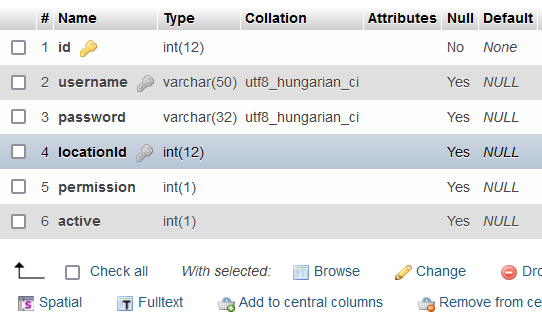 # Name Type Collation Attributes Null Default
1 id int(12) No None
2 username varchar(50) utf8_hungarian_ci Yes NULL
3 password varchar(32) utf8_hungarian_ci Yes NULL
4 locationId int(12) Yes NULL
5 permission int(1) Yes NULL
6 active int(1) Yes NULL
Check all With selected: Browse Change Dro
Spatial Fulltext Add to central columns Remove from ce